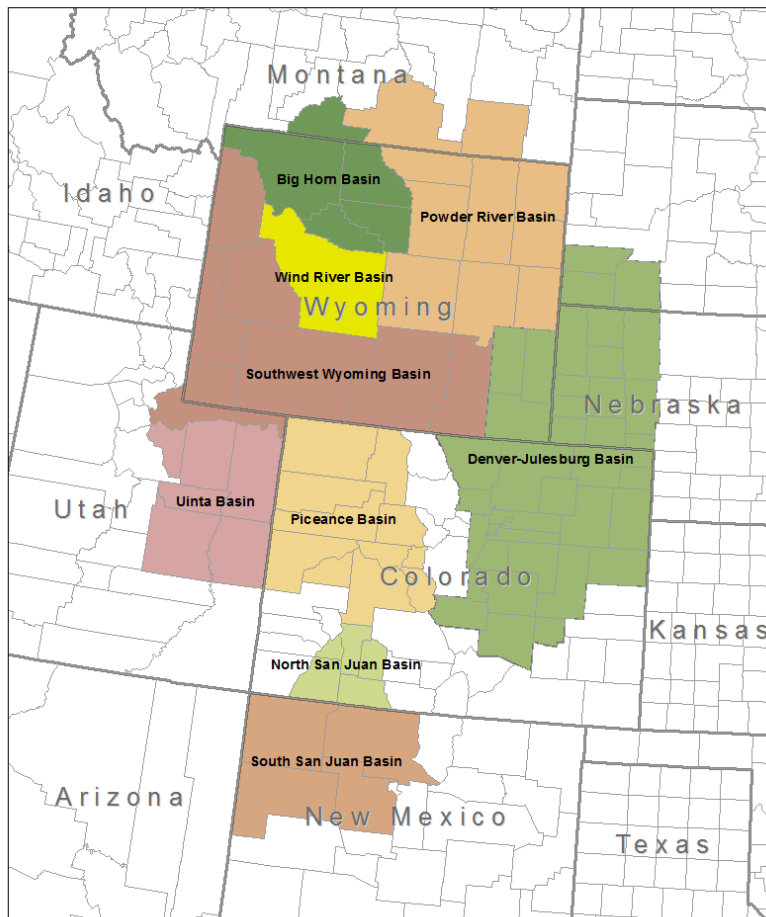 Montana
Big Horn Basin
Idaho
Powder River Basin
Wind River Basin
Wyoming
Southwest Wyoming Basin
Nebraska
Denver-Julesburg Basin
Uinta Basin
Utah
Piceance Basin
Colorado
Kansas
North San Juan Basin
South San Juan Basin
Arizona
New Mexico
Texas